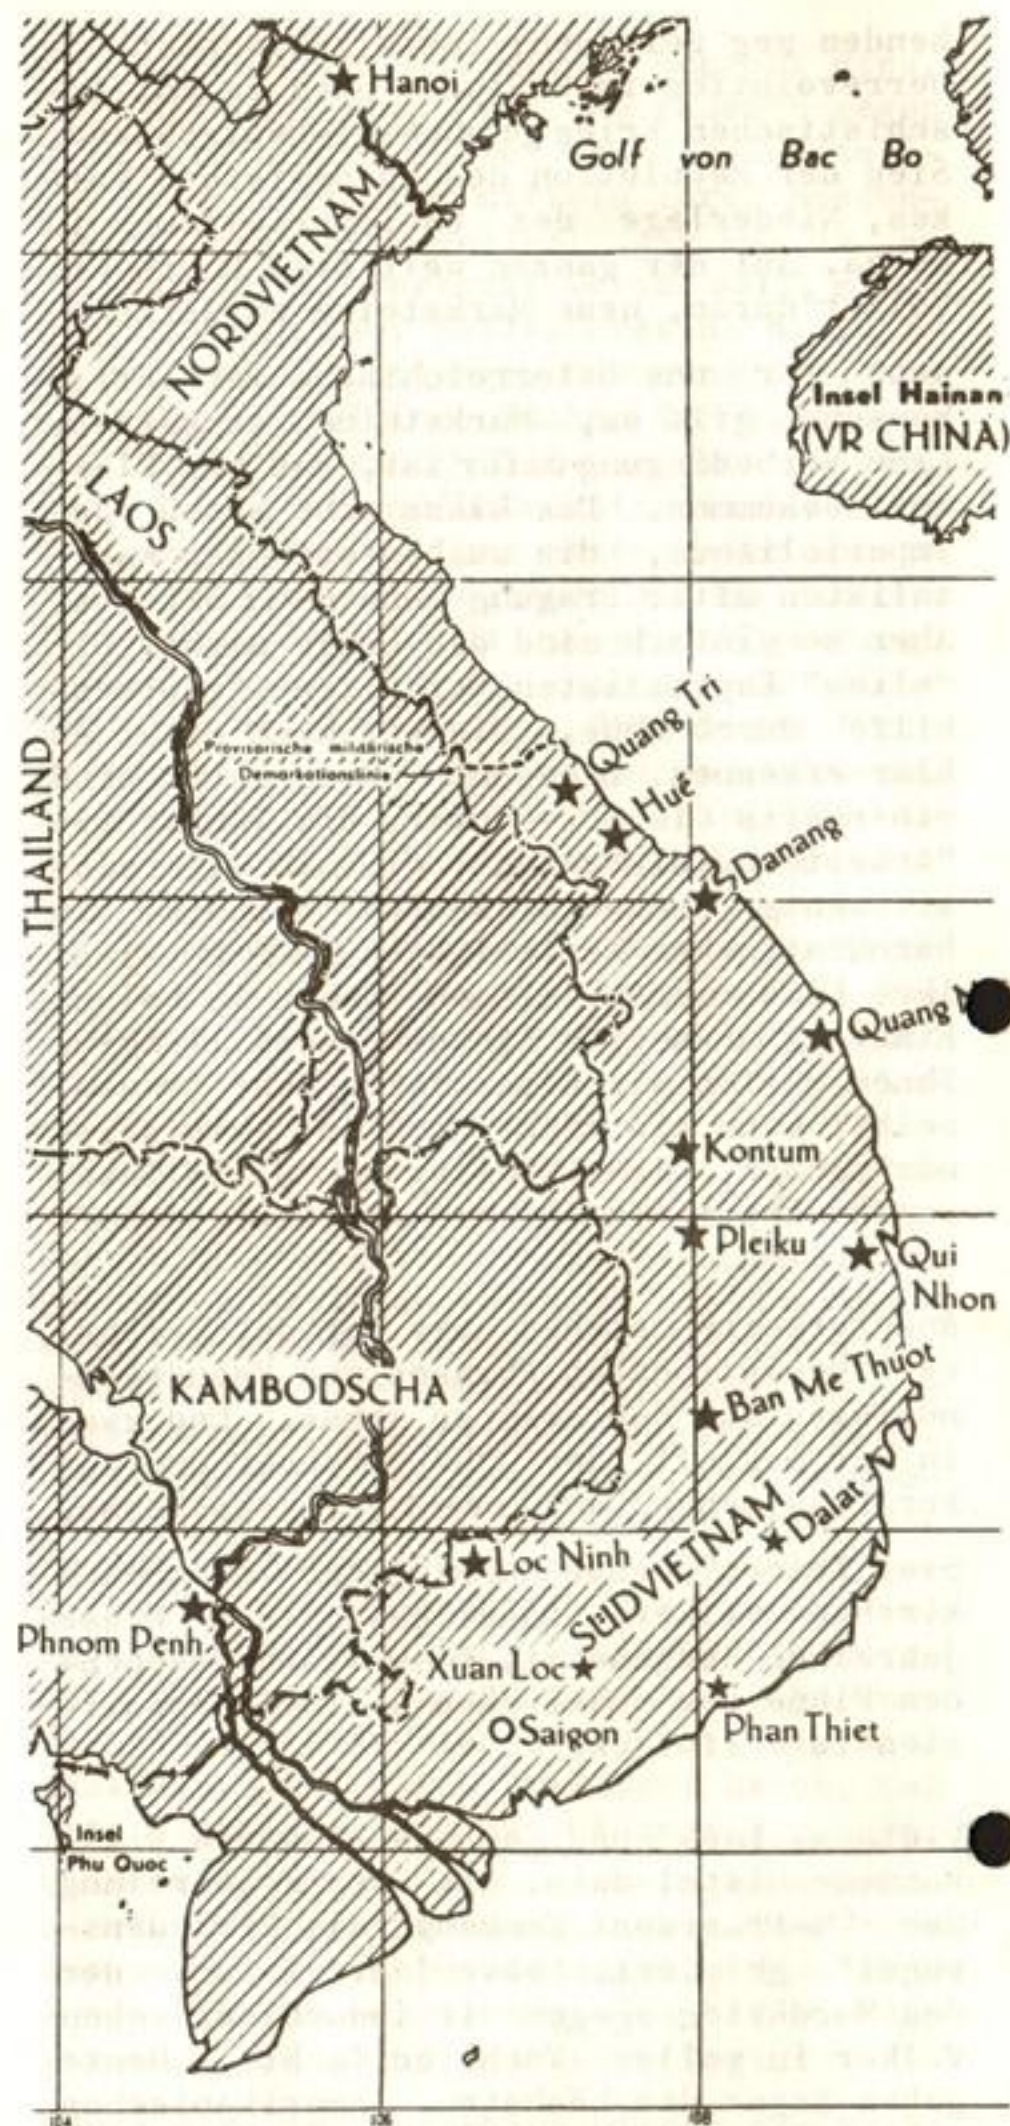 Hanoi
Golf von Bac Bo
NORDVIETNAM
Insel Hainan
(VR CHINA)
LAOS
THAILAND
Provisorische militärische
Demarkationslinie
Quang Tri
Hué
Danang
Quang
Kontum
Pleiku
Qui
Nhon
KAMBODSCHA
Ban Me Thuot
Dalat
SÜDVIETNAM
Loc Ninh
Phnom Penh
Xuan Loc
Saigon
Phan Thiet
Insel
Phu Quoc